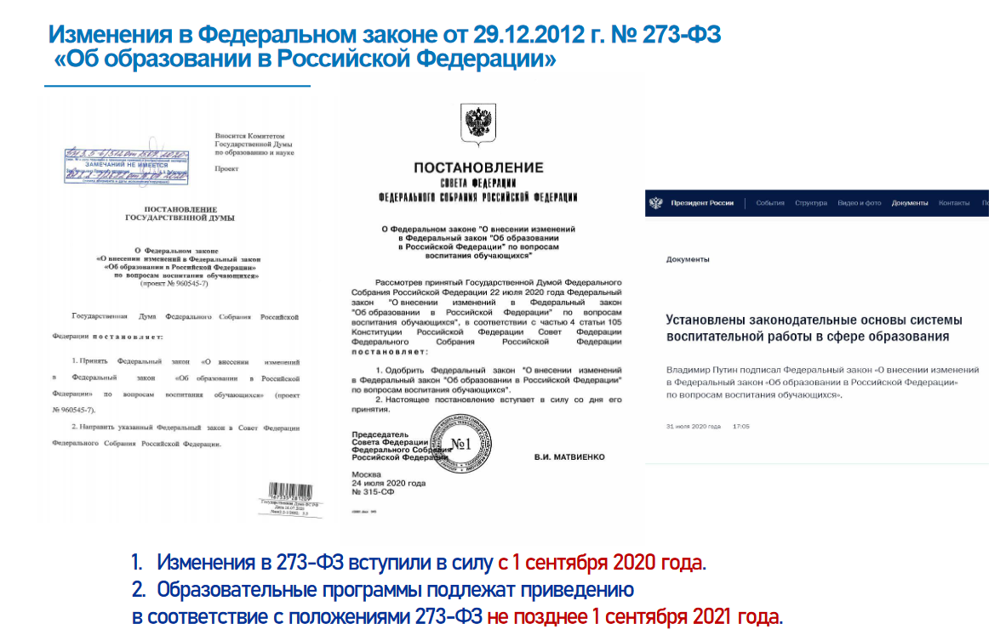 Изменения в Федеральном законе от 29.12.2012 г. № 273-ФЗ
«Об образовании в Российской Федерации»
Вносится Комитетом
Государственной Думы
по образованию и науке
Проект
ЗАМЕЧАНИЙ НЕ ИМЕЕТСЯ
ПОСТАНОВЛЕНИЕ
ГОСУДАРСТВЕННОЙ ДУМЫ
О Федеральном законе
«О внесении изменений в Федеральный закон
«Об образовании в Российской Федерации»
по вопросам воспитания обучающихся»
(проект № 960545-7)
Государственная Дума Федерального Собрания Российской
Федерации постановляет:
1. Принять Федеральный закон «О внесении изменений
в Федеральный закон «Об образовании в Российской
Федерации» по вопросам воспитания обучающихся» (проект
№ 960545-7).
2. Направить указанный Федеральный закон в Совет Федерации
Федерального Собрания Российской Федерации.
Государственная Дума ФС РФ
ПОСТАНОВЛЕНИЕ
СОВЕТА ФЕДЕРАЦИИ
ФЕДЕРАЛЬНОГО СОБРАНИЯ РОССИЙСКОЙ ФЕДЕРАЦИИ
О Федеральном законе "О внесении изменений
в Федеральный закон "Об образовании
в Российской Федерации" по вопросам
воспитания обучающихся"
Рассмотрев принятый Государственной Думой Федерального
Собрания Российской Федерации 22 июля 2020 года Федеральный
закон "О внесении изменений в Федеральный закон
"Об образовании в Российской Федерации" по вопросам
воспитания обучающихся", в соответствии с частью 4 статьи 105
Конституции Российской Федерации Совет Федерации
Федерального Собрания Российской Федерации
постановляет:
1. Одобрить Федеральный закон "О внесении изменений
в Федеральный закон "Об образовании в Российской Федерации"
по вопросам воспитания обучающихся".
2. Настоящее постановление вступает в силу со дня его
принятия.
Председатель
Совета Федерации
Федерального Собрания
Российской Федерации
№1
В.И. МАТВИЕНКО
Москва
24 июля 2020 года
№ 315-СФ
Президент России События Структура Видео и фото Документы Контакты По
Документы
Установлены законодательные основы системы
воспитательной работы в сфере образования
Владимир Путин подписал Федеральный закон «О внесении изменений
в Федеральный закон «Об образовании в Российской Федерации»
по вопросам воспитания обучающихся».
31 июля 2020 года 17:05
1. Изменения в 273-ФЗ вступили в силу с 1 сентября 2020 года.
2. Образовательные программы подлежат приведению
в соответствие с положениями 273-ФЗ не позднее 1 сентября 2021 года.